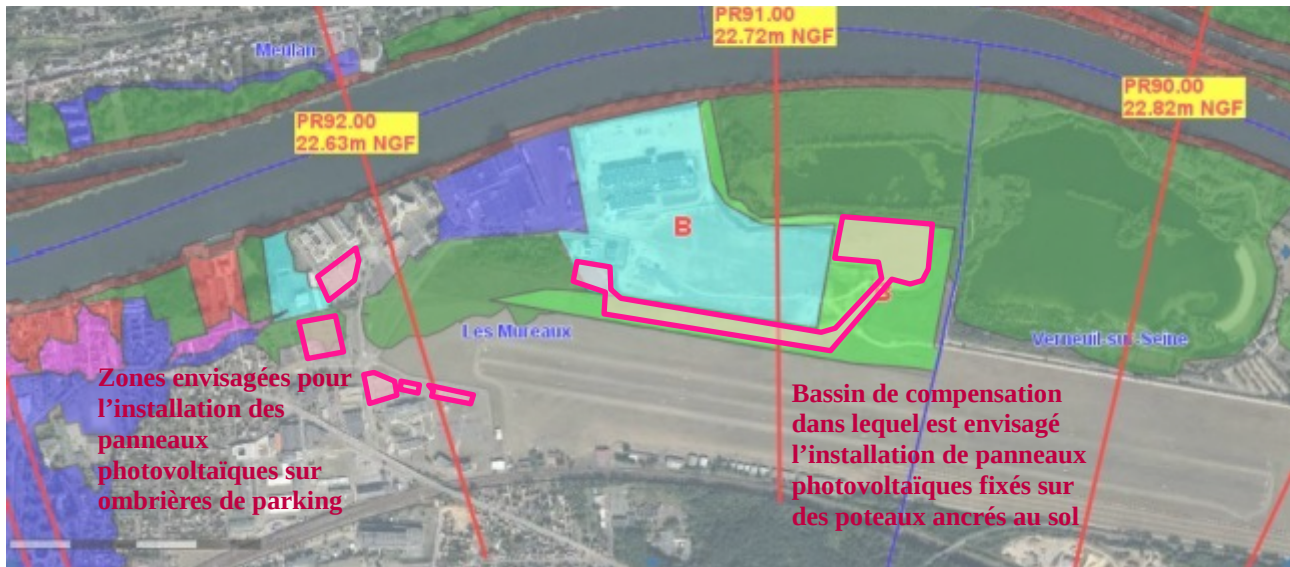 PR91.00
22.72m NGF
Meulan
PR90.00
22.82m NGF
PR92.00
22.63m NGF
B
Les Mureaux
Verneuil-sur-Seine
Zones envisagées pour
l’installation des
panneaux
photovoltaïques sur
ombrières de parking
Bassin de compensation
dans lequel est envisagé
l’installation de panneaux
photovoltaïques fixés sur
des poteaux ancrés au sol